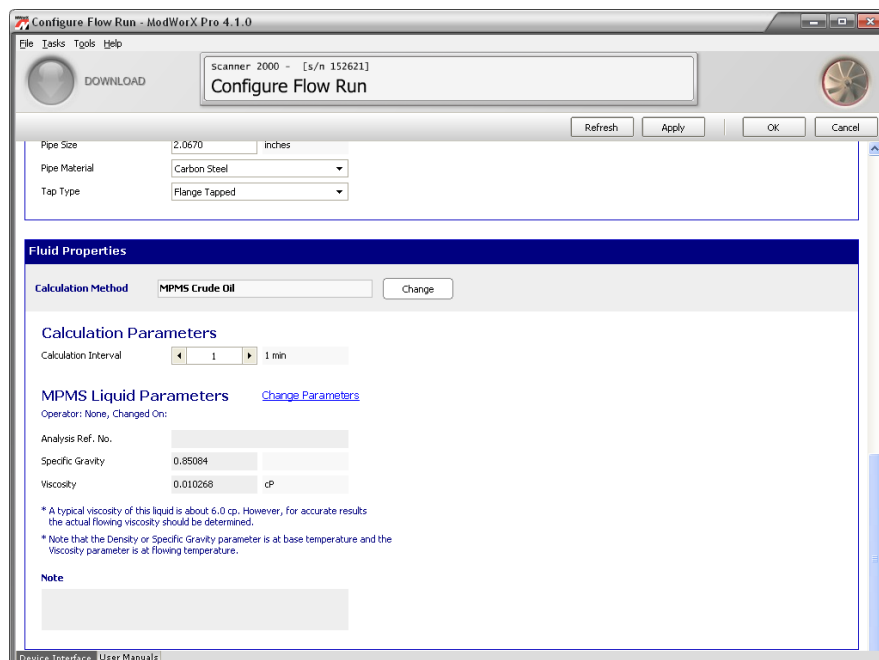 Configure Flow Run - ModWorX Pro 4.1.0
File Tasks Tools Help
DOWNLOAD
Scanner 2000 - [s/n 152621]
Configure Flow Run
Refresh Apply OK Cancel
Pipe Size 2.0670 inches
Pipe Material Carbon Steel
Tap Type Flange Tapped
Fluid Properties
Calculation Method MPMS Crude Oil Change
Calculation Parameters
Calculation Interval 1 1 min
MPMS Liquid Parameters Change Parameters
Operator: None, Changed On:
Analysis Ref. No.
Specific Gravity 0.85084
Viscosity 0.010268 cP
* A typical viscosity of this liquid is about 6.0 cp. However, for accurate results
the actual flowing viscosity should be determined.
* Note that the Density or Specific Gravity parameter is at base temperature and the
Viscosity parameter is at flowing temperature.
Note
Device Interface User Manuals